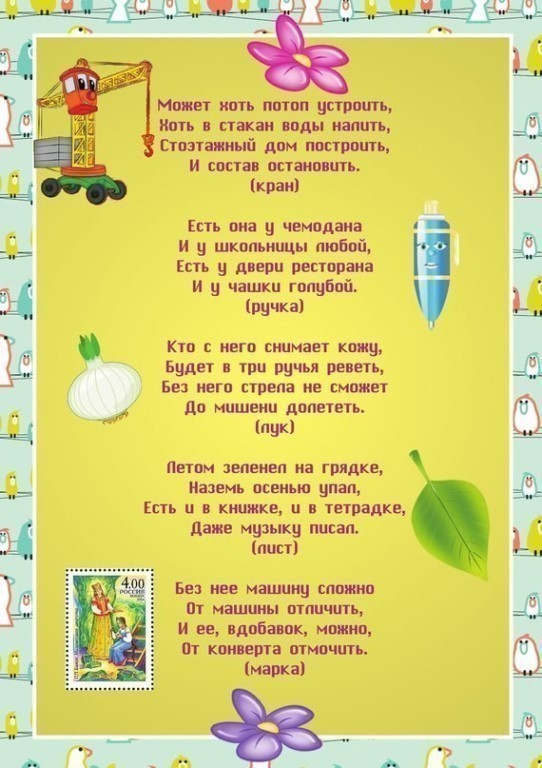 Может хоть потоп устроить,
Хоть в стакан воды налить,
Стоэтажный дом построить,
И состав остановить.
(кран)
Есть она у чемодана
И у школьницы любой,
Есть у двери ресторана
И у чашки голубой.
(ручка)
Кто с него снимает кожу,
Будет в три ручья реветь,
Без него стрела не сможет
До мишени долететь.
(лук)
Летом зеленел на грядке,
Наземь осенью упал,
Есть и в книжке, и в тетрадке,
Даже музыку писал.
(лист)
4.00
РОССИЯ
Без нее машину сложно
От машины отличить,
И ее, вдобавок, можно,
От конверта отмочить.
(марка)